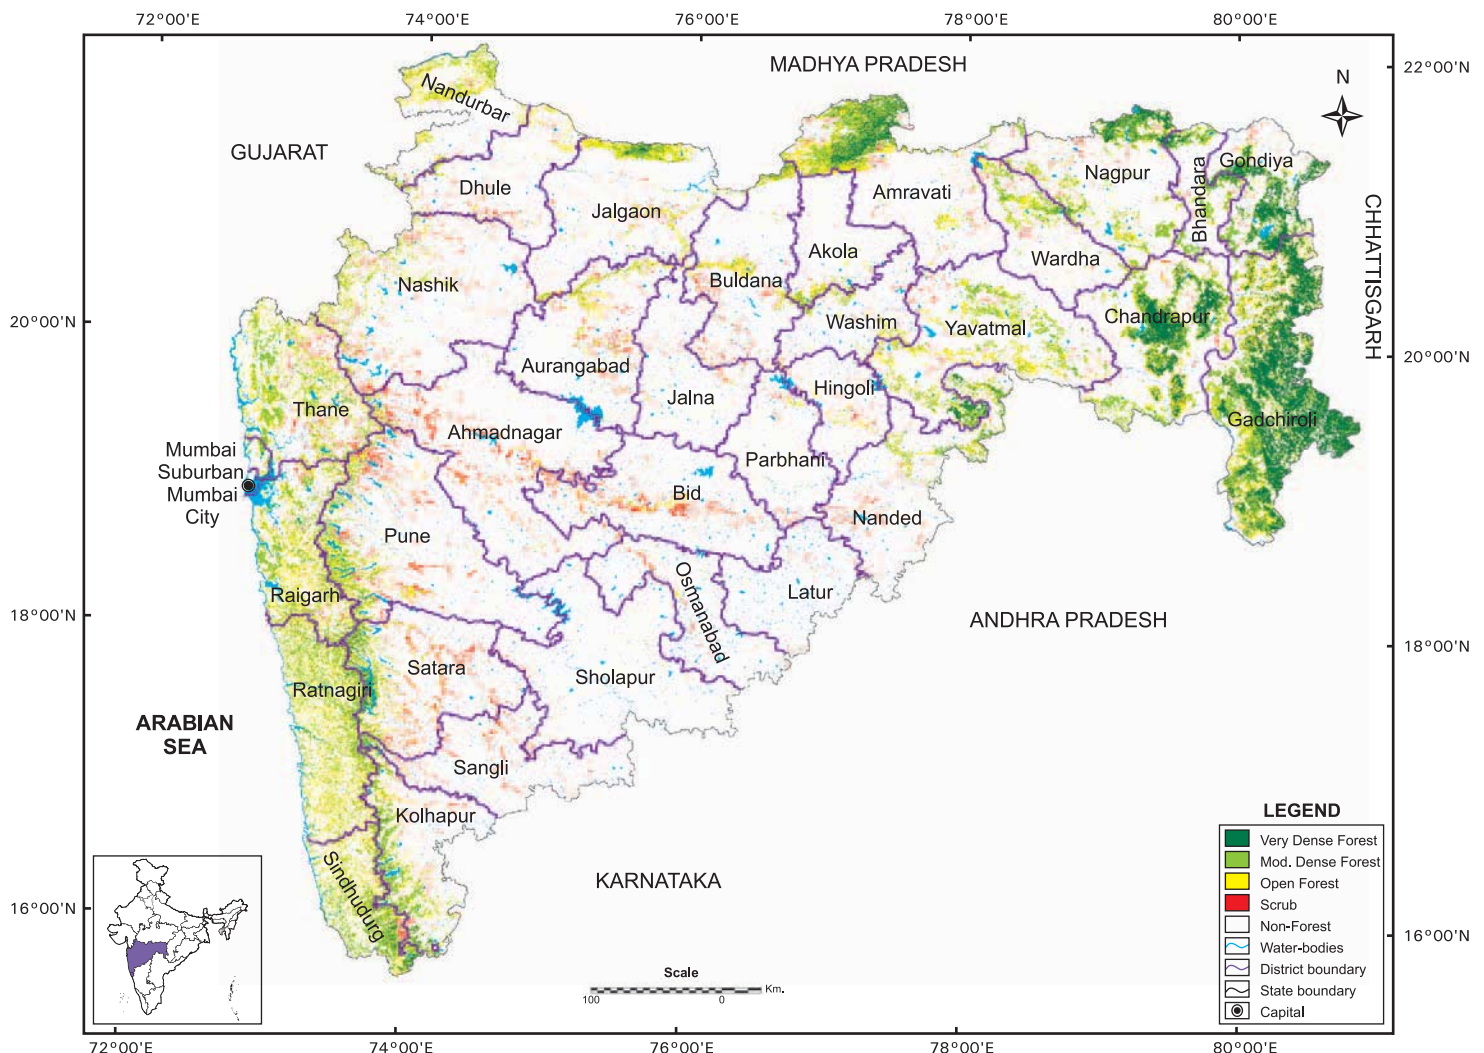 72°00'E
74°00'E
76°00'E
78°00'E
80°00'E
22°00'N
20°00'N
18°00'N
16°00'N
20°00'N
18°00'N
16°00'N
MADHYA PRADESH
N
GUJARAT
CHHATTISGARH
Nandurbar
Dhule
Jalgaon
Amravati
Nagpur
Bhandara
Gondiya
Akola
Buldana
Wardha
Nashik
Washim
Yavatmal
Chandrapur
Aurangabad
Jalna
Hingoli
Gadchiroli
Thane
Ahmadnagar
Parbhani
Mumbai
Suburban
Mumbai
City
Bid
Nanded
Pune
Raigarh
Osmanabad
Latur
ANDHRA PRADESH
Satara
Sholapur
Ratnagiri
ARABIAN
SEA
Sangli
Kolhapur
Sindhudurg
KARNATAKA
LEGEND
Very Dense Forest
Mod. Dense Forest
Open Forest
Scrub
Non-Forest
Water-bodies
District boundary
State boundary
Capital
Scale
Km.
100
0
72°00'E
74°00'E
76°00'E
78°00'E
80°00'E